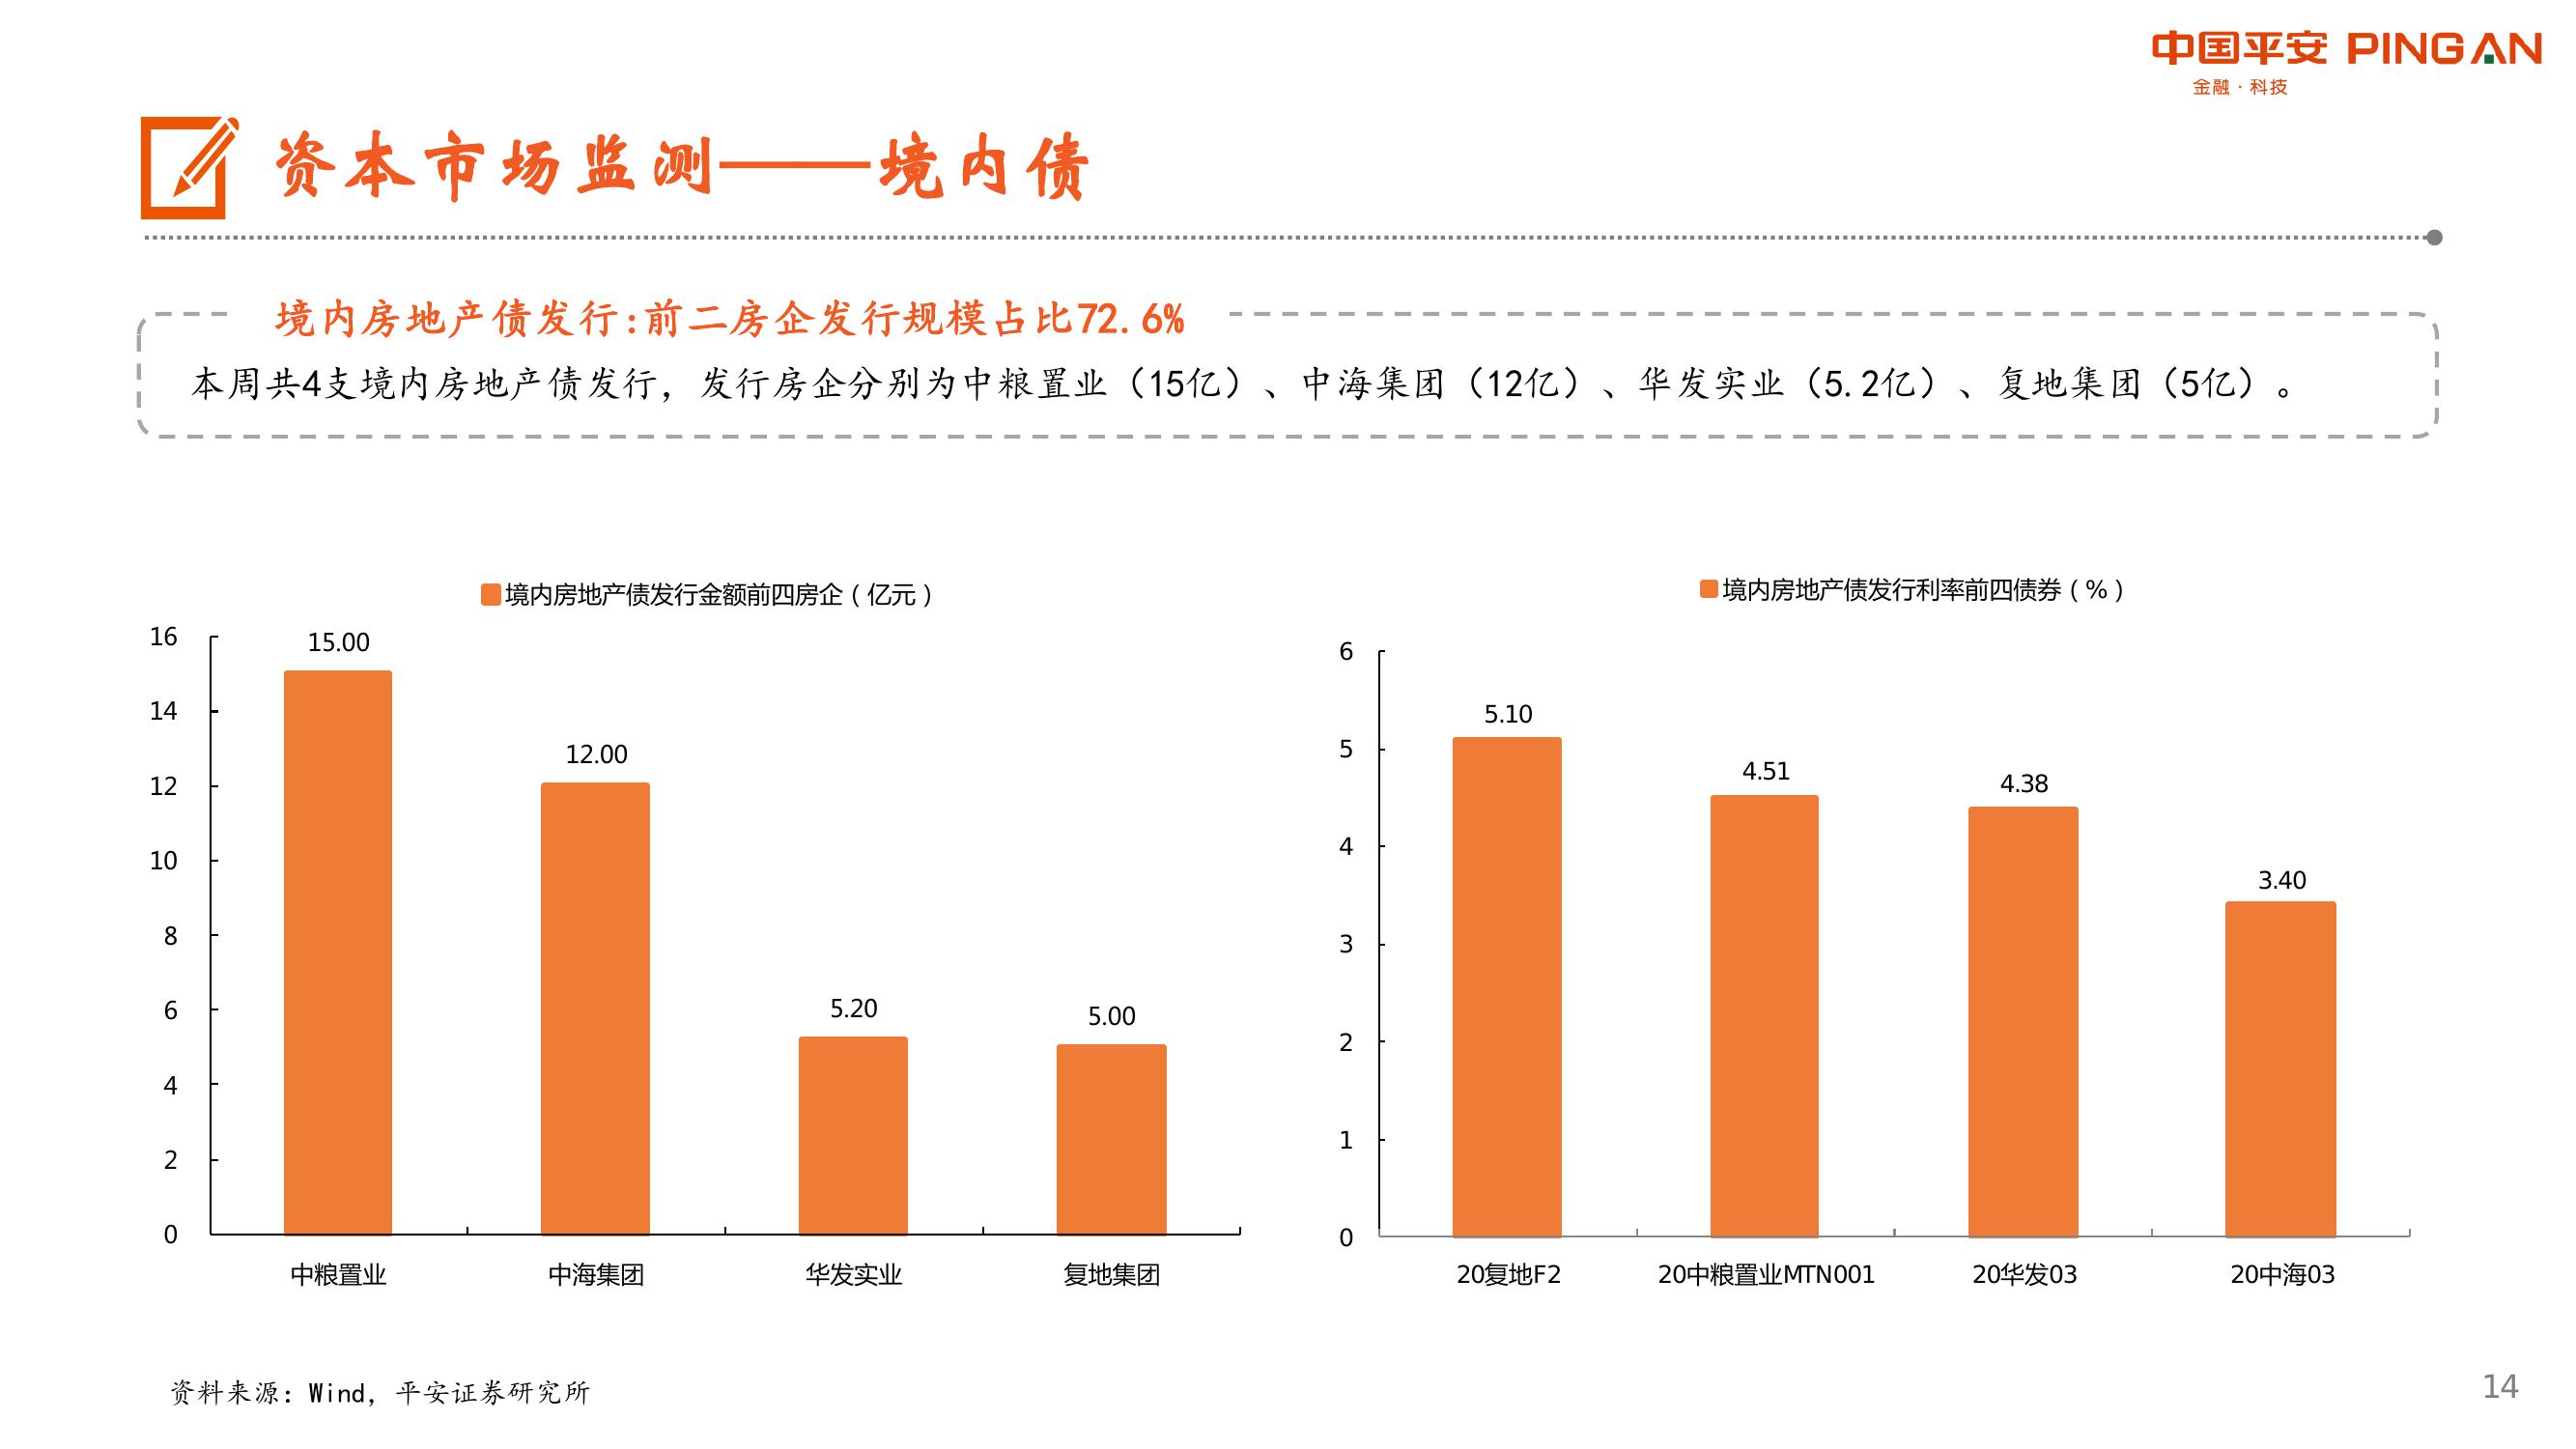 中国平安 PINGAN
金融·科技
资本市场监测——境内债
境内房地产债发行:前二房企发行规模占比72.6%
本周共4支境内房地产债发行，发行房企分别为中粮置业（15亿）、中海集团（12亿）、华发实业（5.2亿）、复地集团（5亿）。
境内房地产债发行金额前四房企（亿元）
16
14
12
10
8
6
4
2
0
15.00
12.00
5.20
5.00
中粮置业
中海集团
华发实业
复地集团
境内房地产债发行利率前四债券（%）
6
5
4
3
2
1
0
5.10
4.51
4.38
3.40
20复地F2
20中粮置业MTN001
20华发03
20中海03
资料来源：Wind，平安证券研究所
14